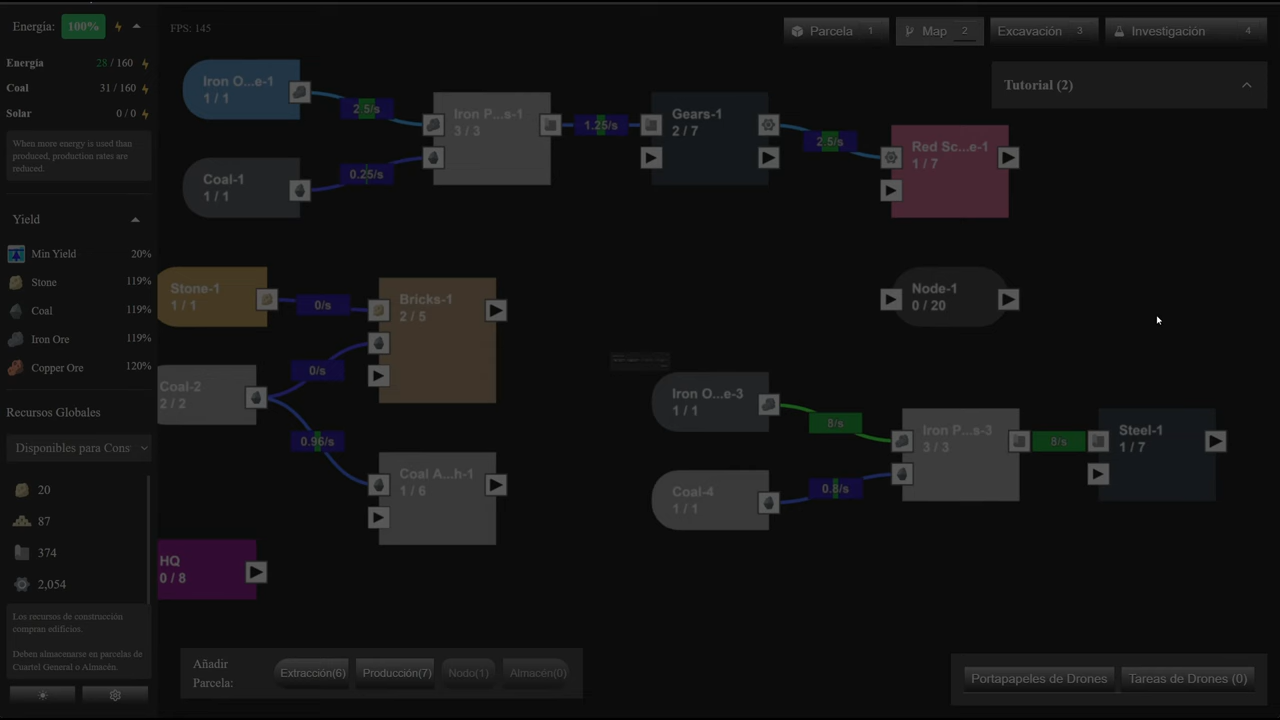 Energía: 100%
FPS: 145
Parcela 1
Map 2
Excavación 3
Investigación 4
Energía 28 / 160
Coal 31 / 160
Solar 0 / 0
When more energy is used than
produced, production rates are
reduced.
Yield
Min Yield 20%
Stone 119%
Coal 119%
Iron Ore 119%
Copper Ore 120%
Recursos Globales
Disponibles para Cons
20
87
374
2,054
Los recursos de construcción
compran edificios.
Deben almacenarse en parcelas de
Cuartel General o Almacén.
Tutorial (2)
Iron O...e-1
1 / 1
2.5/s
Iron P...s-1
3 / 3
1.25/s
Gears-1
2 / 7
2.5/s
Red Sc...e-1
1 / 7
Coal-1
1 / 1
0.25/s
Stone-1
1 / 1
0/s
Bricks-1
2 / 5
Node-1
0 / 20
Coal-2
2 / 2
0/s
0.96/s
Coal A...h-1
1 / 6
Iron O...e-3
1 / 1
8/s
Iron P...s-3
3 / 3
8/s
Steel-1
1 / 7
Coal-4
1 / 1
0.8/s
HQ
0 / 8
Añadir
Parcela:
Extracción(6)
Producción(7)
Nodo(1)
Almacén(0)
Portapapeles de Drones
Tareas de Drones (0)